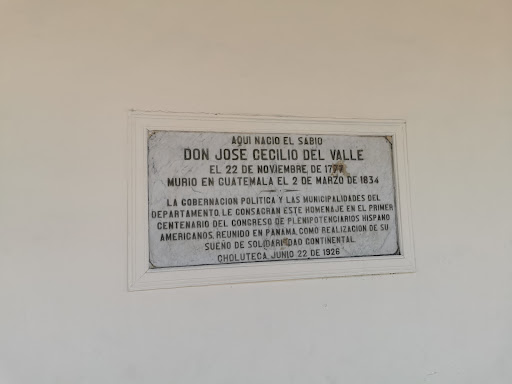 AQUI NACIO EL SABIO
DON JOSE CECILIO DEL VALLE
EL 22 DE NOVIEMBRE, DE 1777
MURIO EN GUATEMALA EL 2 DE MARZO DE 1834
LA GOBERNACION POLITICA Y LAS MUNICIPALIDADES DEL
DEPARTAMENTO, LE CONSAGRAN ESTE HOMENAJE EN EL PRIMER
CENTENARIO DEL CONGRESO DE PLENIPOTENCIARIOS HISPANO
AMERICANOS, REUNIDO EN PANAMA, COMO REALIZACION DE SU
SUEÑO DE SOLIDARIDAD CONTINENTAL.
CHOLUTECA, JUNIO 22 DE 1926